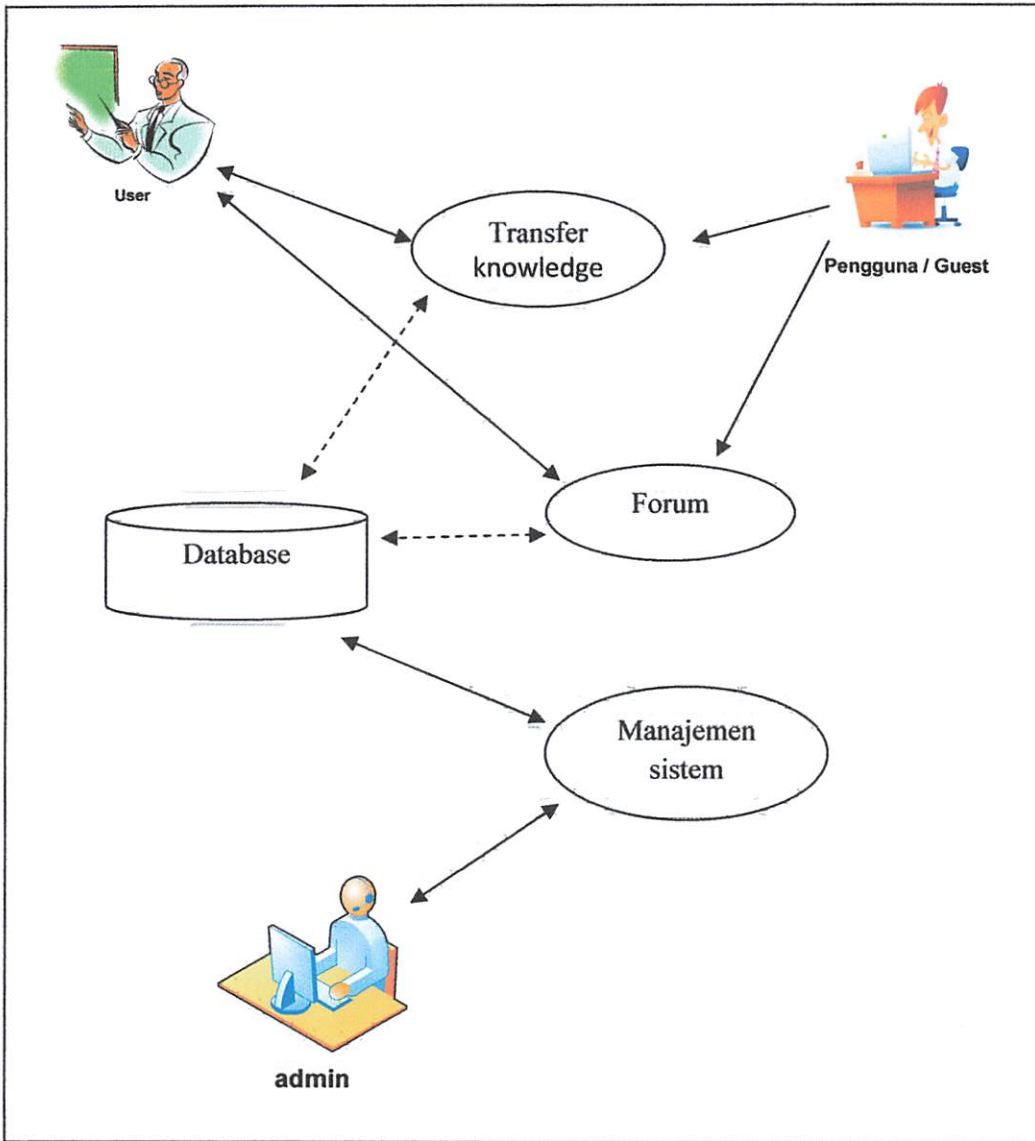 User
Transfer
knowledge
Pengguna / Guest
Forum
Database
Manajemen
sistem
admin